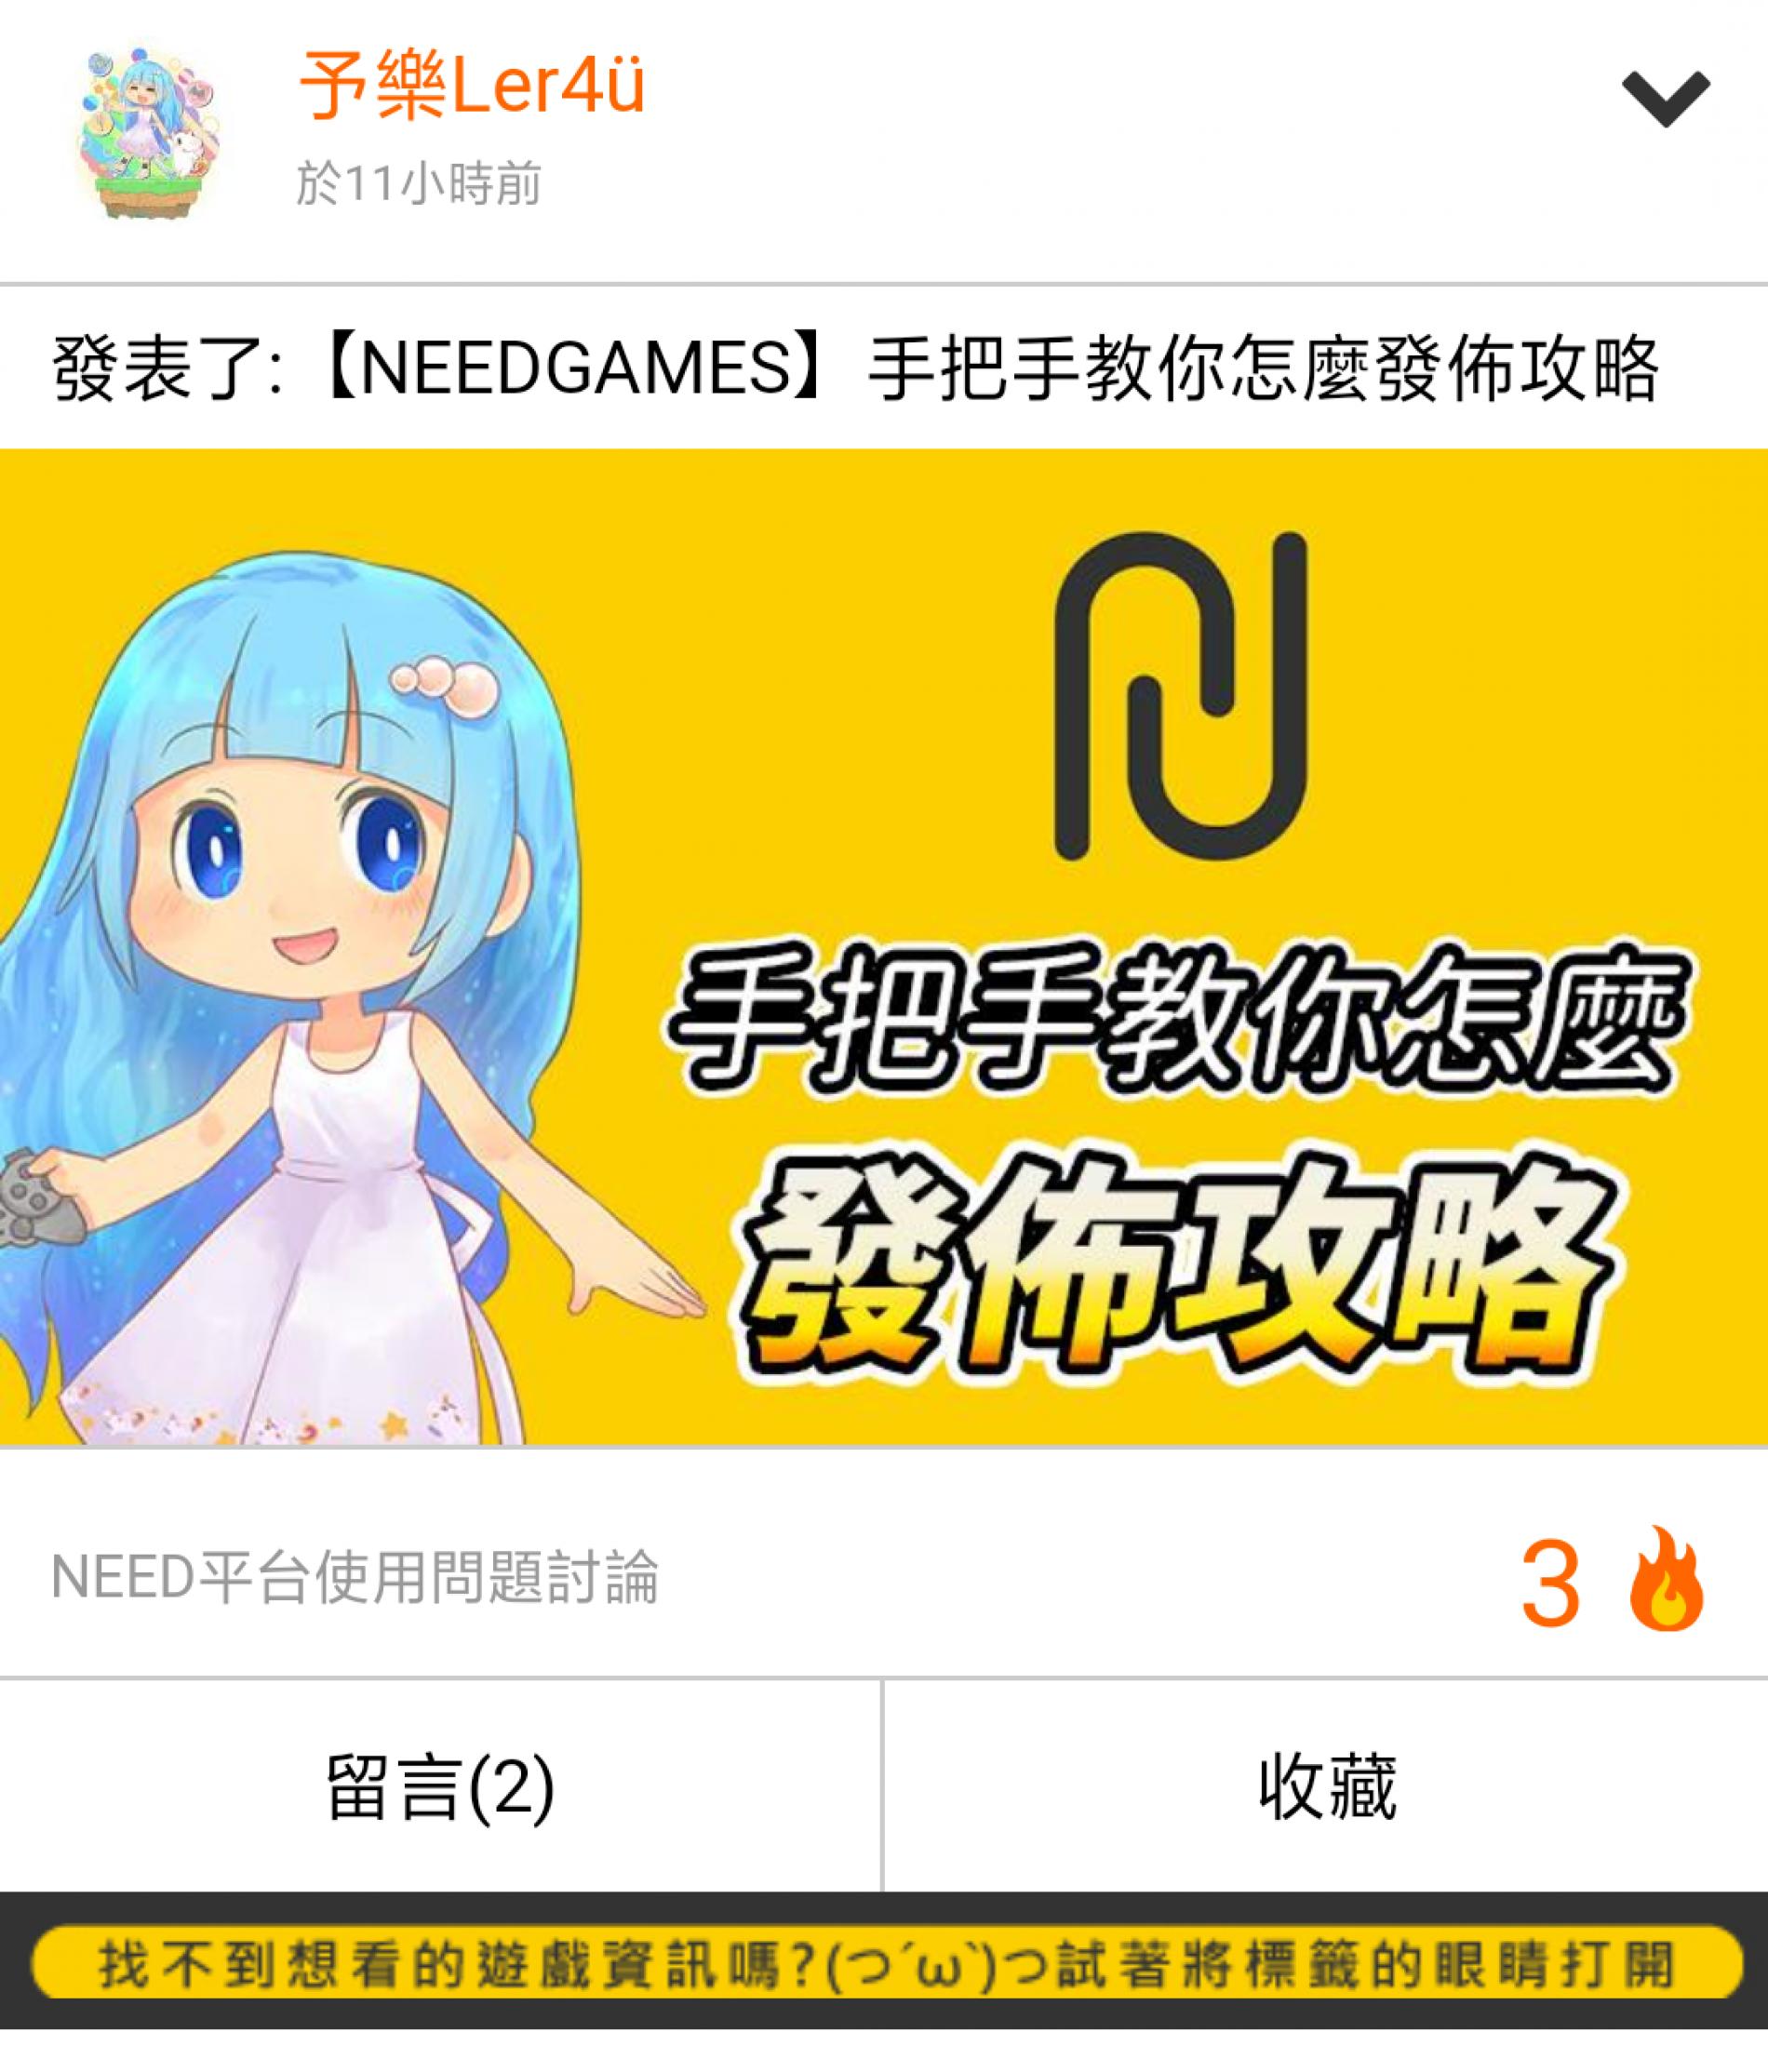 予樂Ler4ü
於11小時前
發表了:【NEEDGAMES】 手把手教你怎麼發佈攻略
手把手教你怎麼
發佈攻略
NEED平台使用問題討論
3
留言(2)
收藏
找不到想看的遊戲資訊嗎?(つ´ω`)つ試著將標籤的眼睛打開